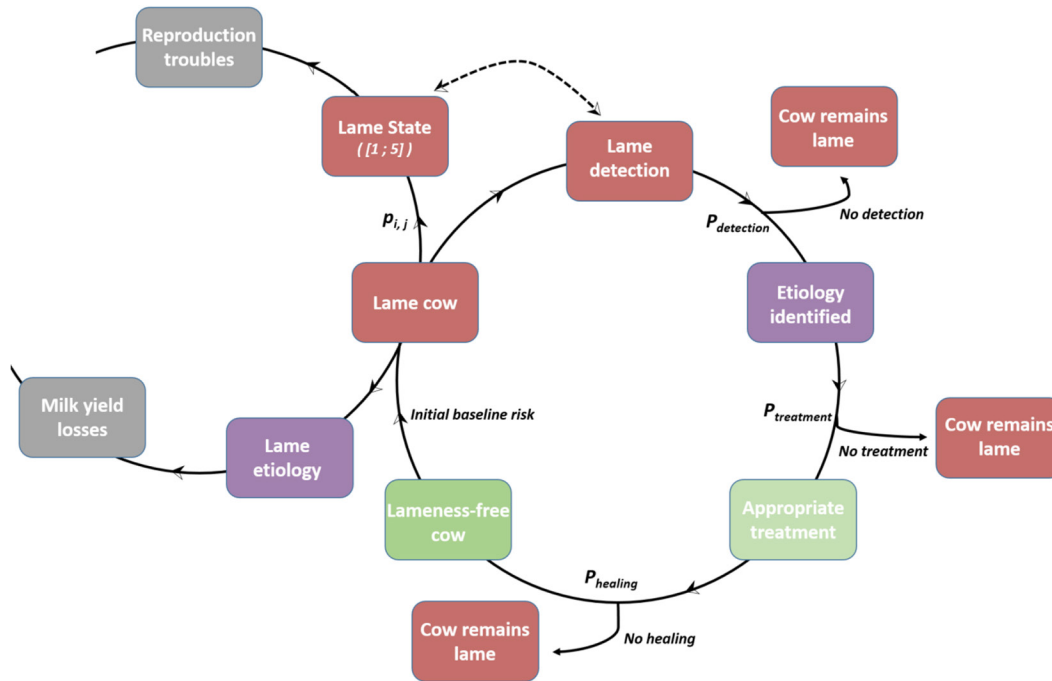 Reproduction
troubles
Lame State
( [1 ; 5] )
Lame
detection
Cow remains
lame
No detection
P detection
p i, j
Lame cow
Etiology
identified
Milk yield
losses
Lame
etiology
Initial baseline risk
P treatment
No treatment
Cow remains
lame
Lameness-free
cow
Appropriate
treatment
P healing
No healing
Cow remains
lame